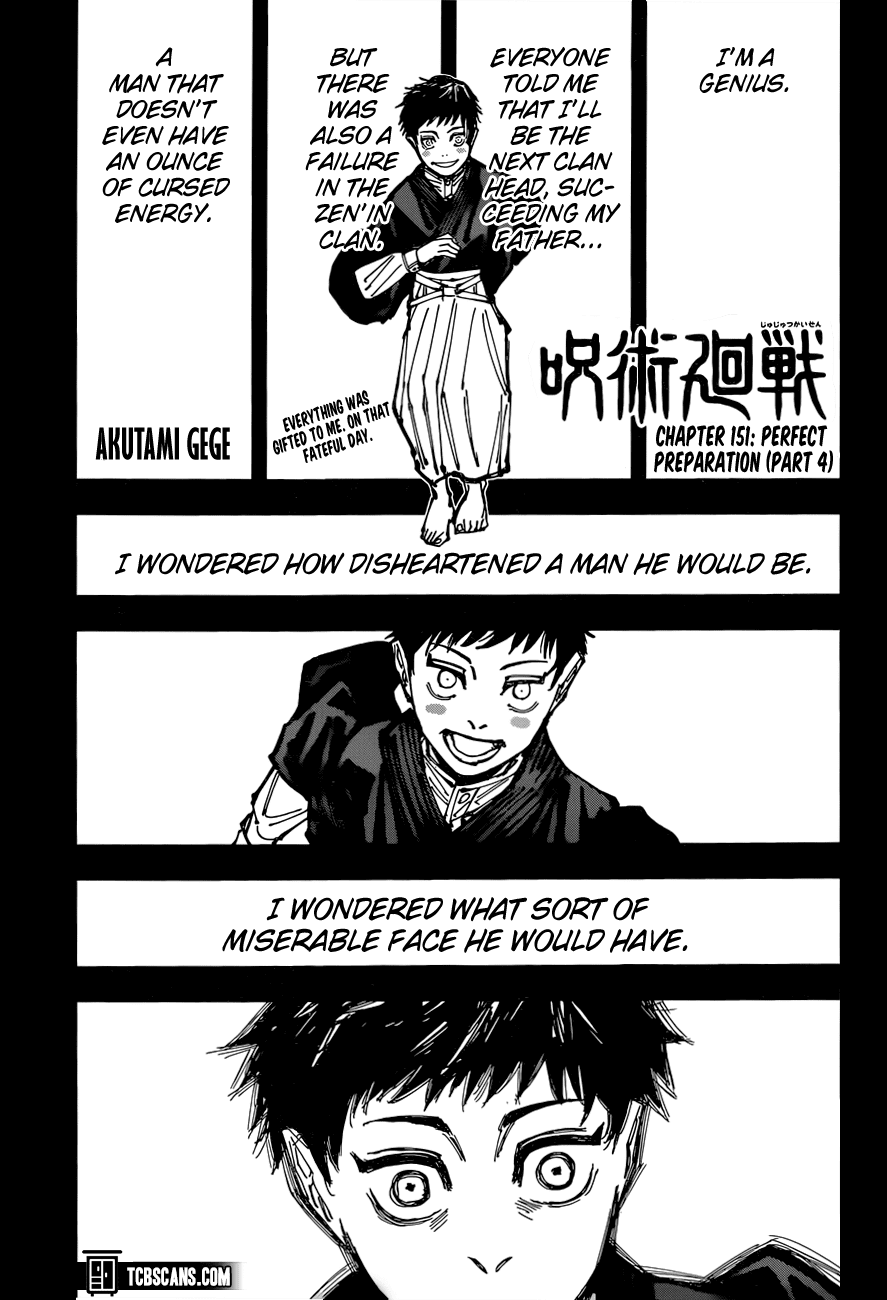 I'M A
GENIUS.
EVERYONE
TOLD ME
THAT I'LL
BE THE
NEXT CLAN
HEAD, SUC-
CEEDING MY
FATHER...
BUT
THERE
WAS
ALSO A
FAILURE
IN THE
ZEN'IN
CLAN.
A
MAN THAT
DOESN'T
EVEN HAVE
AN OUNCE
OF CURSED
ENERGY.
じゅじゅつかいせん
呪術廻戦
CHAPTER 151: PERFECT
PREPARATION (PART 4)
EVERYTHING WAS
GIFTED TO ME. ON THAT
FATEFUL DAY.
AKUTAMI GEGE
I WONDERED HOW DISHEARTENED A MAN HE WOULD BE.
I WONDERED WHAT SORT OF
MISERABLE FACE HE WOULD HAVE.
TCBSCANS.COM